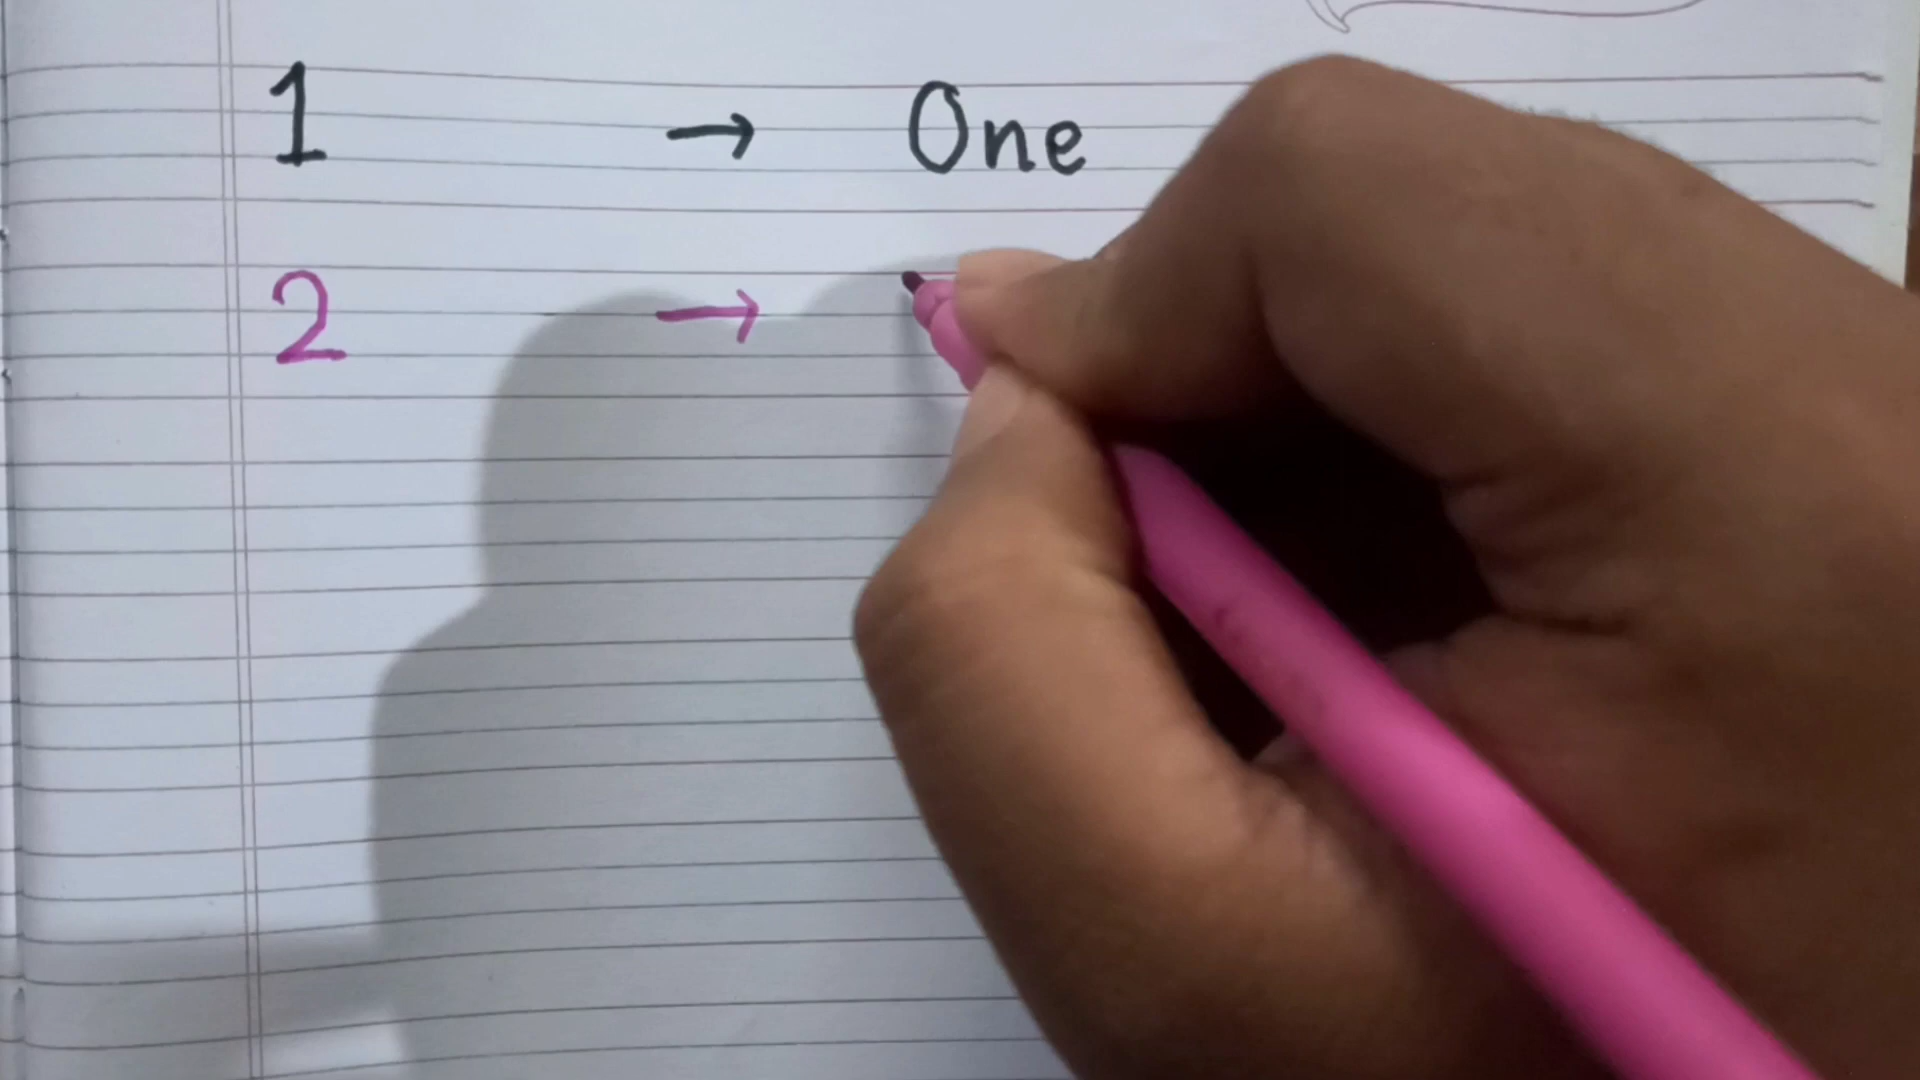 1 → One
2 →